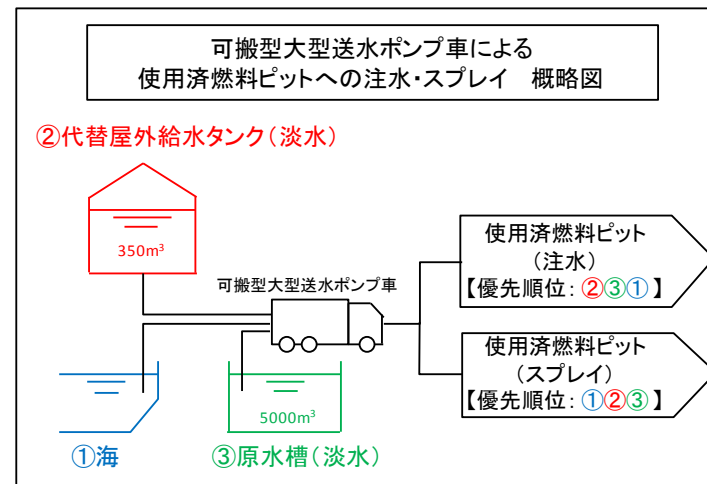 可搬型大型送水ポンプ車による
使用済燃料ピットへの注水・スプレイ　概略図
②代替屋外給水タンク（淡水）
350m³
可搬型大型送水ポンプ車
使用済燃料ピット
（注水）
【優先順位：②③①】
使用済燃料ピット
（スプレイ）
【優先順位：①②③】
5000m³
①海
③原水槽（淡水）